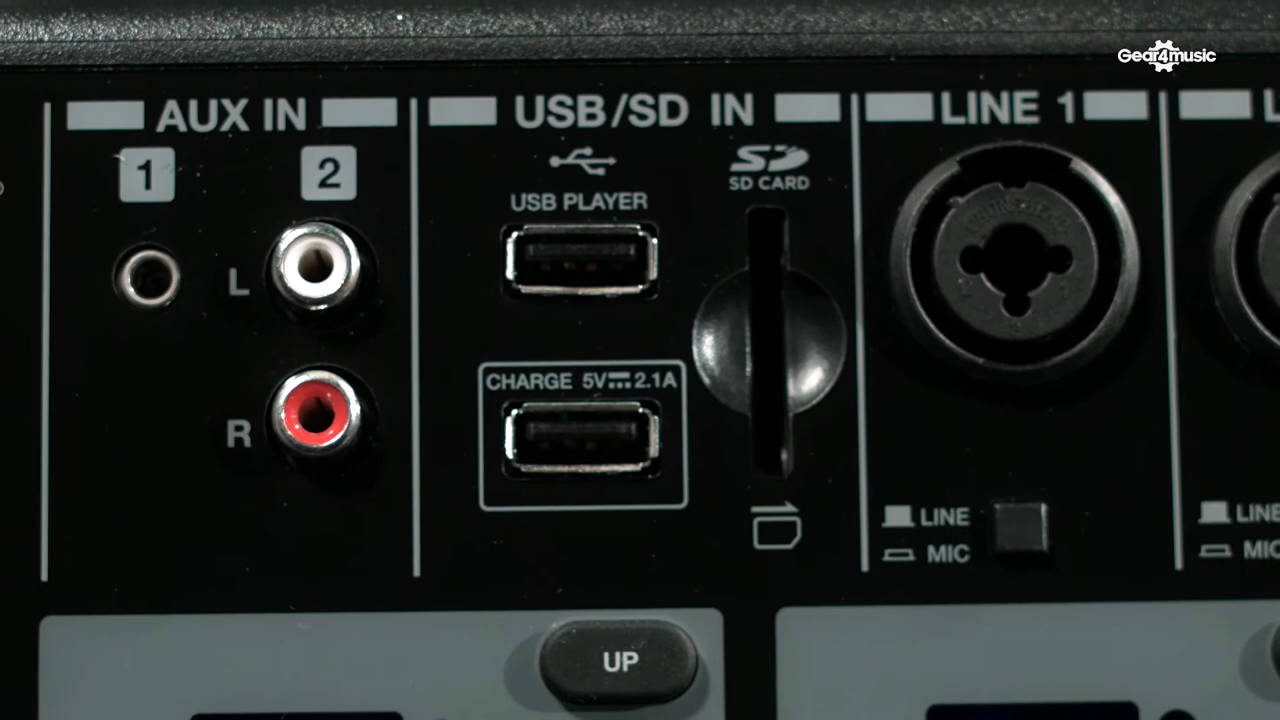 Gear4music
AUX IN
1
2
L
R
USB/SD IN
USB PLAYER
SD CARD
CHARGE 5V 2.1A
LINE 1
LINE
MIC
L
LINE
MIC
UP